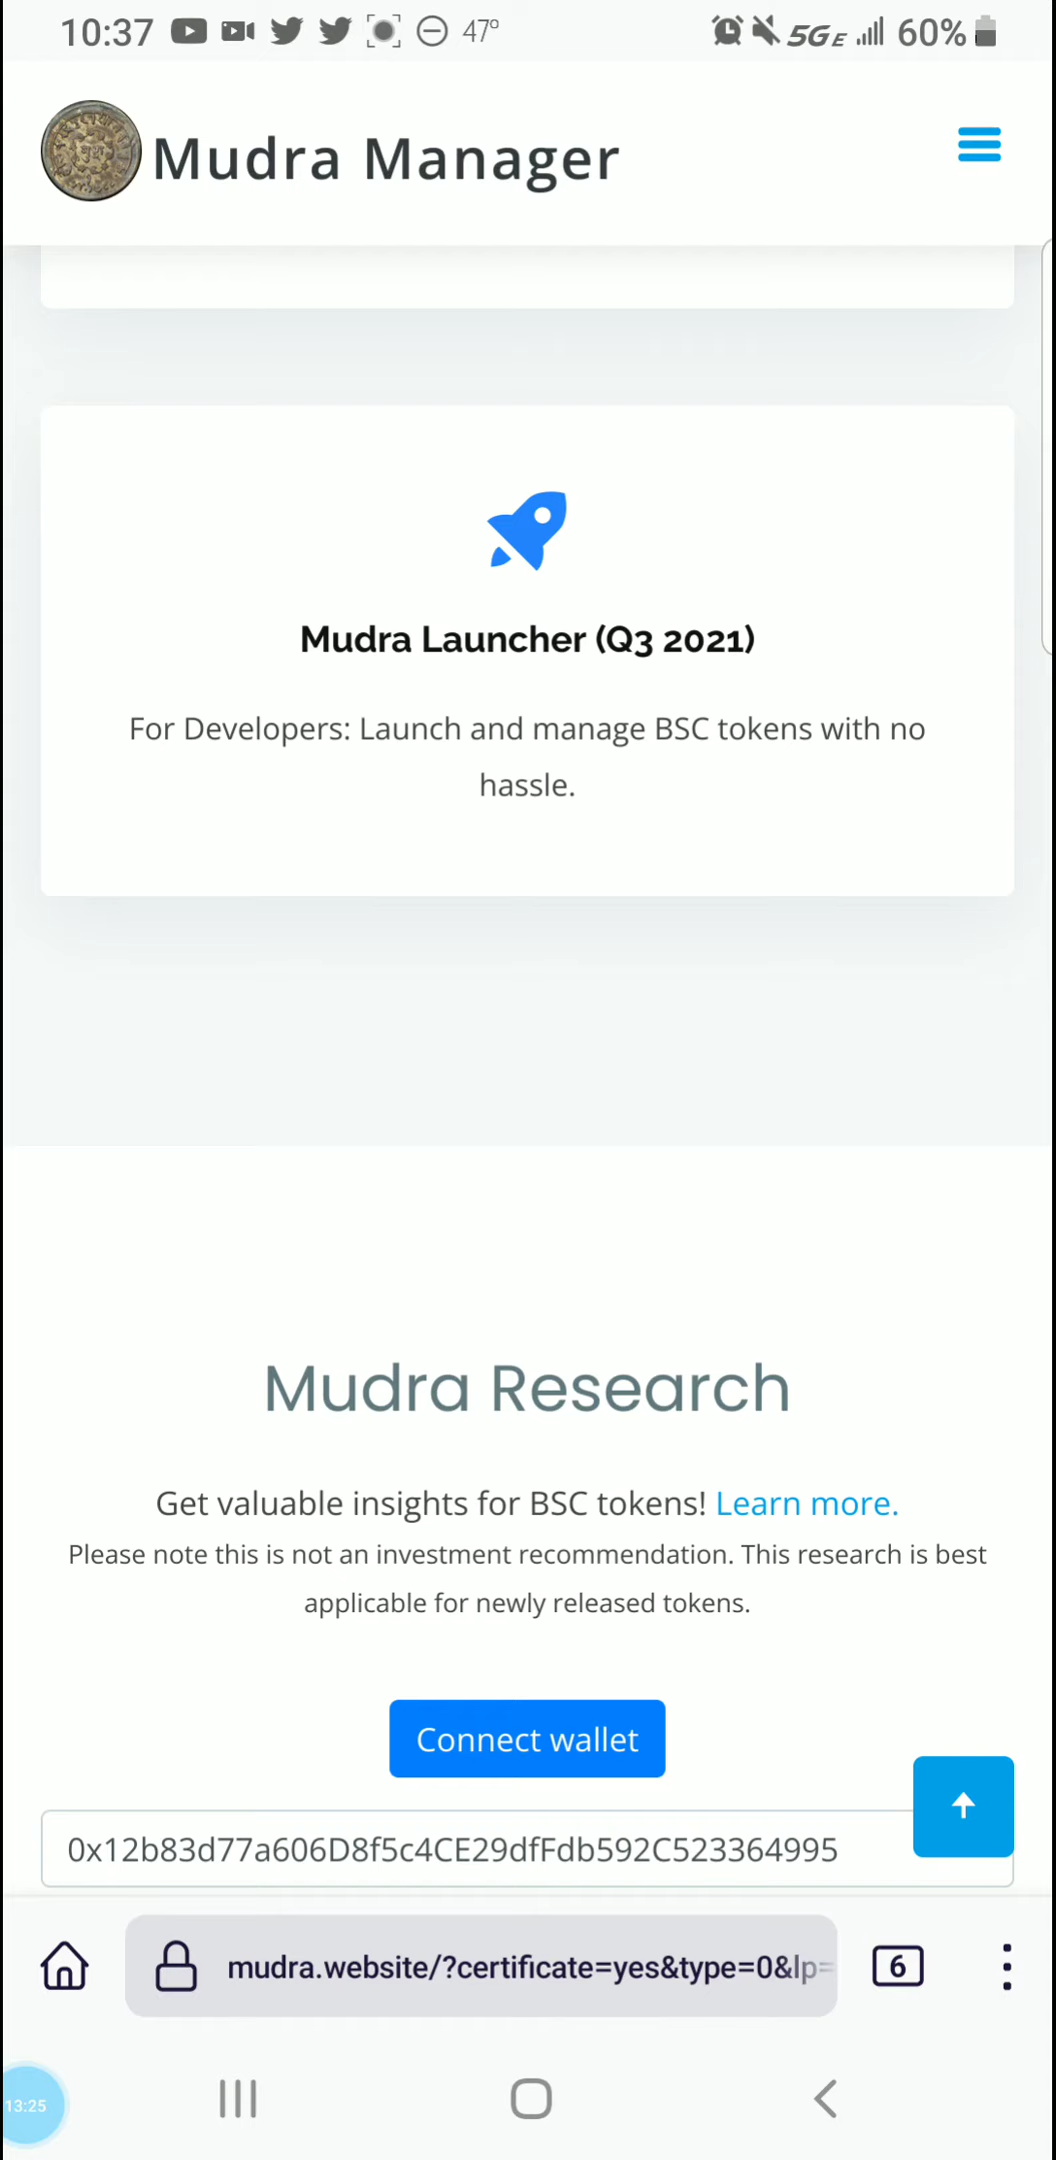 10:37 47° 5GE 60%
Mudra Manager
Mudra Launcher (Q3 2021)
For Developers: Launch and manage BSC tokens with no
hassle.
Mudra Research
Get valuable insights for BSC tokens! Learn more.
Please note this is not an investment recommendation. This research is best
applicable for newly released tokens.
Connect wallet
0x12b83d77a606D8f5c4CE29dfFdb592C523364995
mudra.website/?certificate=yes&type=0&lp=
6
13:25